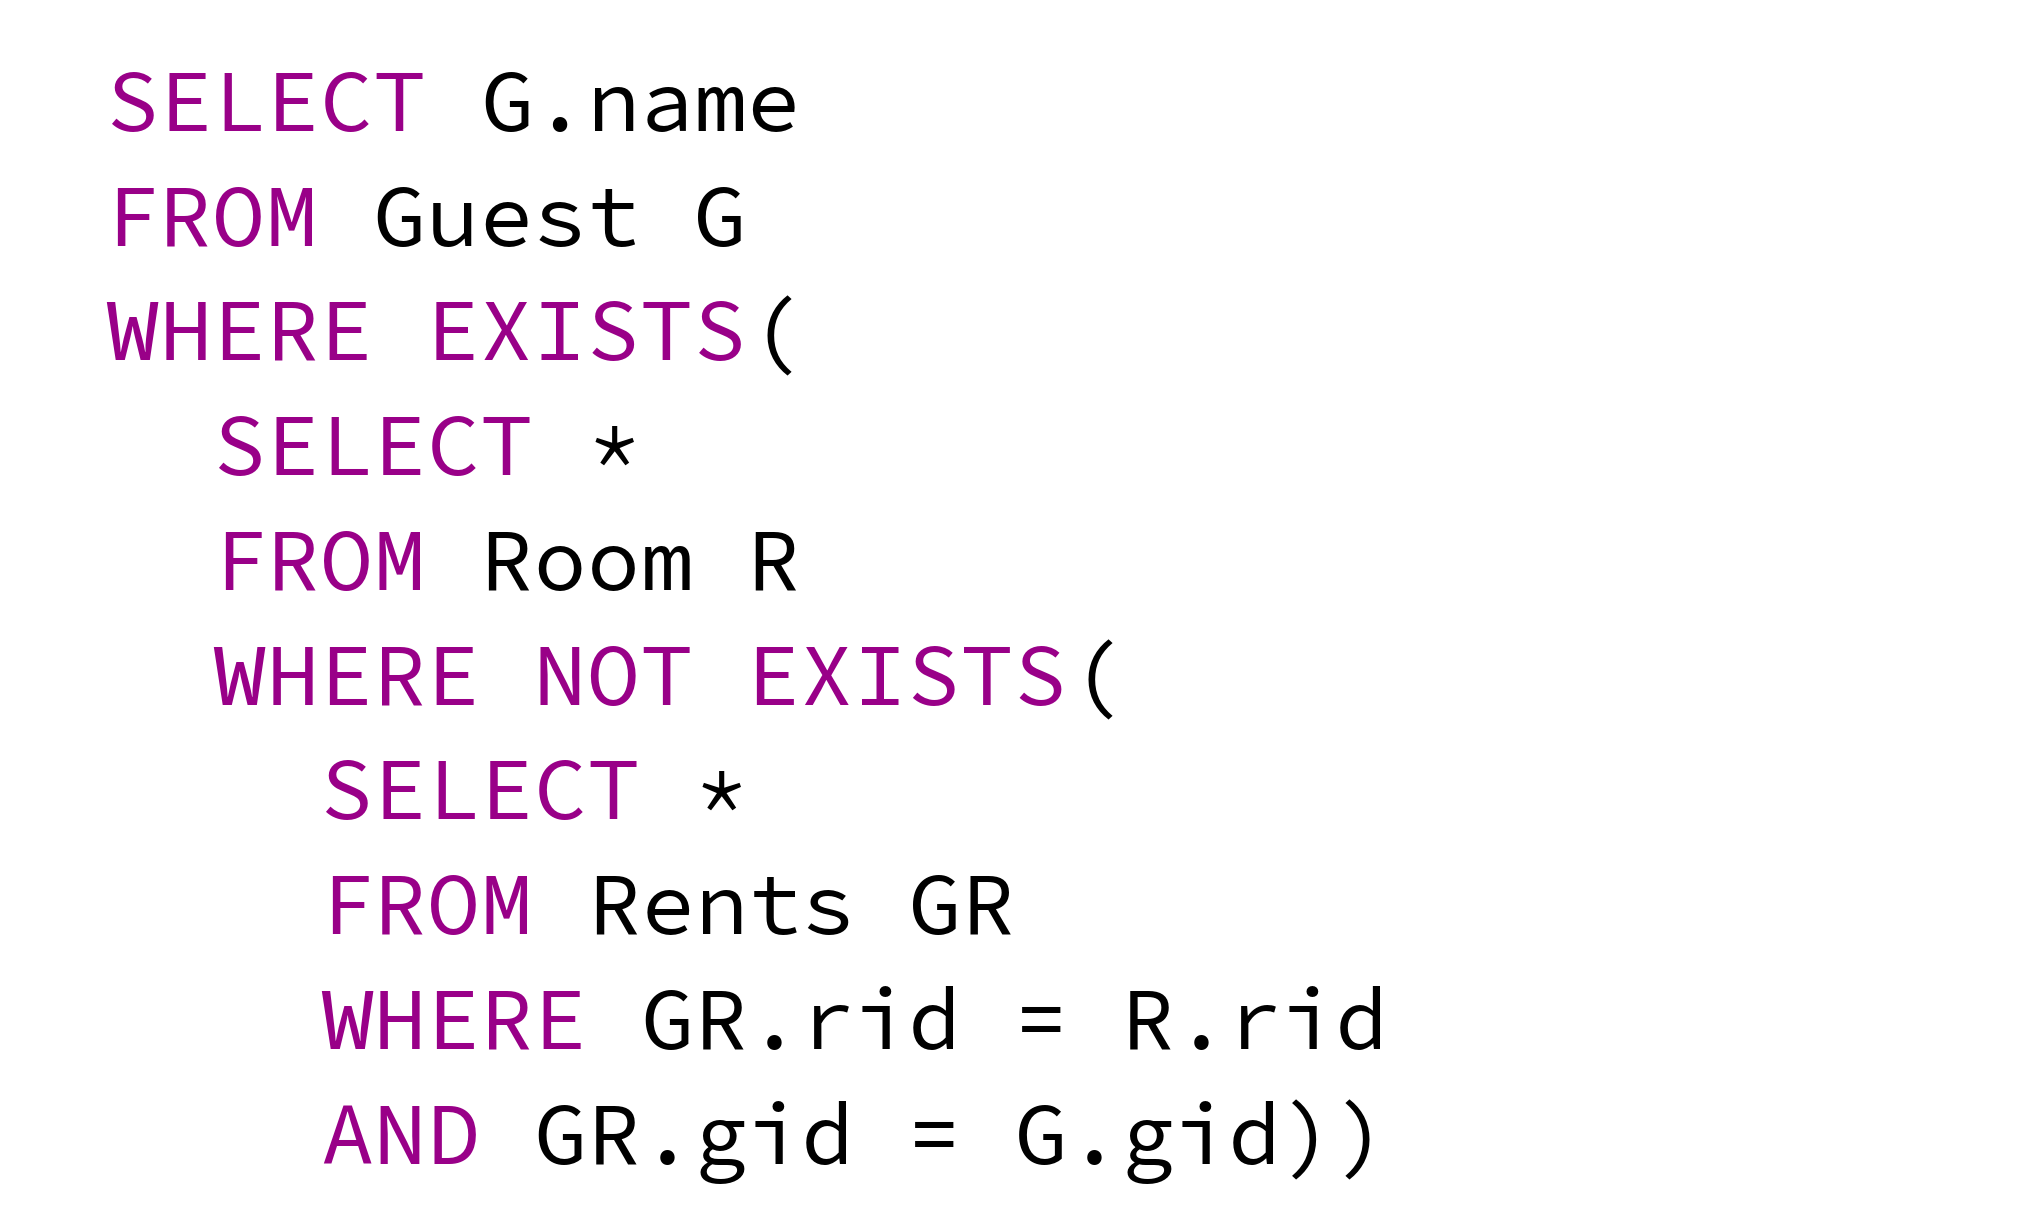 SELECT G.name
FROM Guest G
WHERE EXISTS(
  SELECT *
  FROM Room R
  WHERE NOT EXISTS(
    SELECT *
    FROM Rents GR
    WHERE GR.rid = R.rid
    AND GR.gid = G.gid))